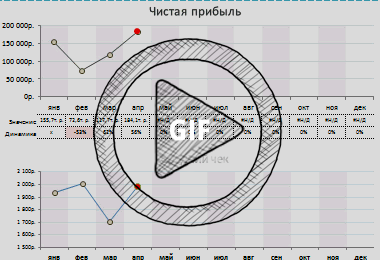 Чистая прибыль
200 000р.
150 000р.
100 000р.
50 000р.
0р.
янв фев мар апр май июн июл авг сен окт ноя дек
Значение 155,7т.р. 72,6т.р. 184,1т.р. #Н/Д #Н/Д #Н/Д #Н/Д #Н/Д #Н/Д #Н/Д
Динамика × -53% 62% 56% 0% 0% 0% 0% 0% 0% 0% 0%
GIF
чек
2 100р.
2 000р.
1 900р.
1 800р.
1 700р.
1 600р.
1 500р.
янв фев мар апр май июн июл авг сен окт ноя дек